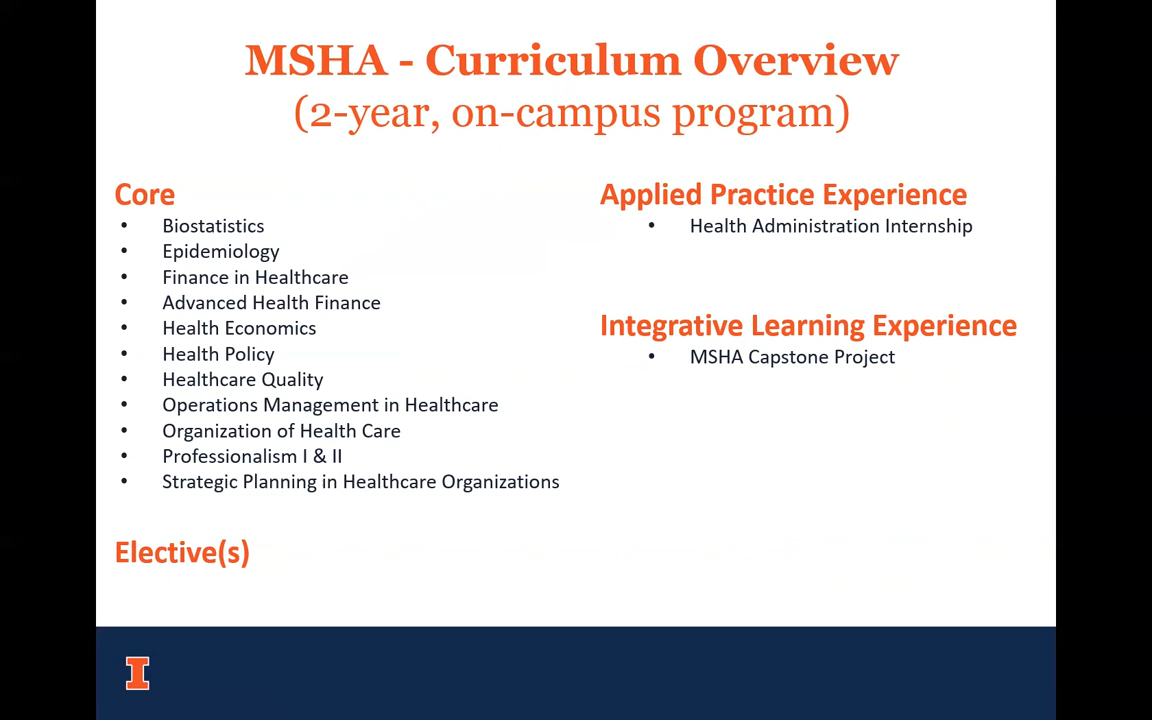 MSHA - Curriculum Overview
(2-year, on-campus program)
Core
• Biostatistics
• Epidemiology
• Finance in Healthcare
• Advanced Health Finance
• Health Economics
• Health Policy
• Healthcare Quality
• Operations Management in Healthcare
• Organization of Health Care
• Professionalism I & II
• Strategic Planning in Healthcare Organizations
Elective(s)
Applied Practice Experience
• Health Administration Internship
Integrative Learning Experience
• MSHA Capstone Project
I